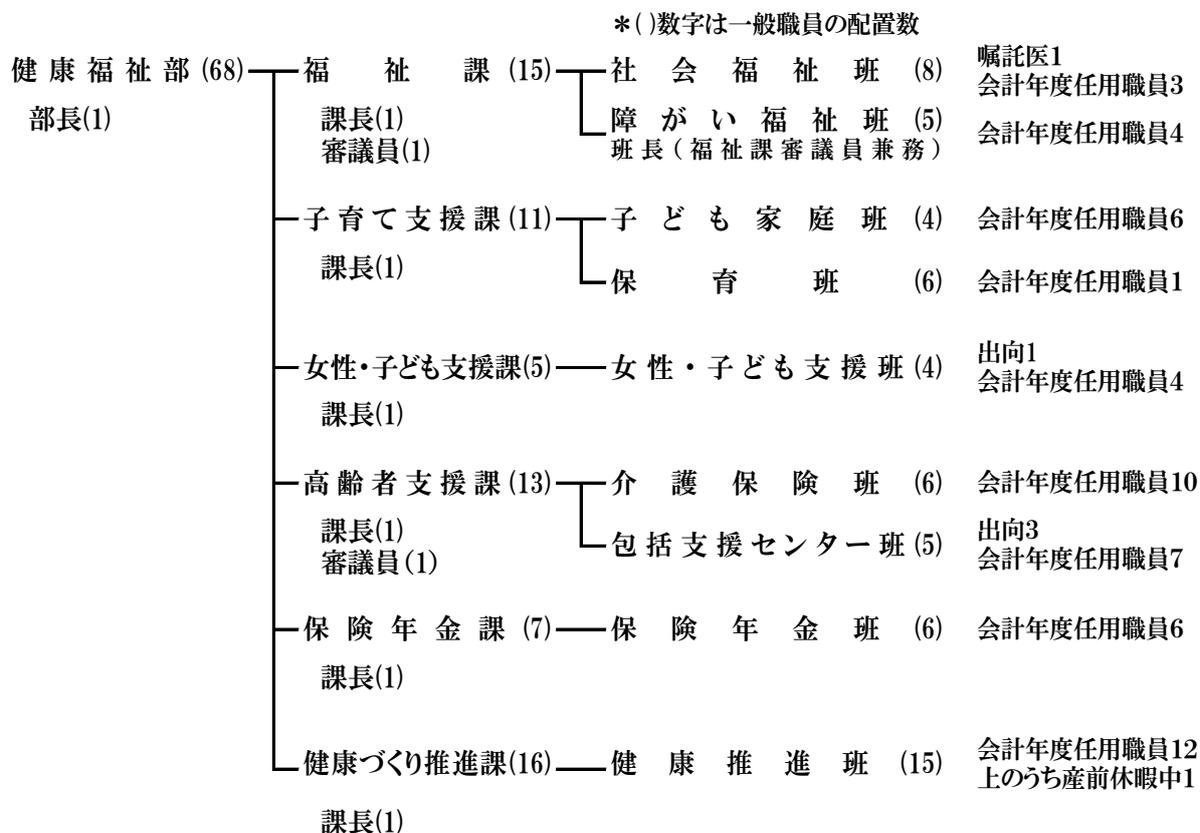 ＊( )数字は一般職員の配置数
健康福祉部(68)
部長(1)
福祉課(15)
課長(1)
審議員(1)
社会福祉班(8)
嘱託医1
会計年度任用職員3
障がい福祉班(5)
班長(福祉課審議員兼務)
会計年度任用職員4
子育て支援課(11)
課長(1)
子ども家庭班(4)
会計年度任用職員6
保育班(6)
会計年度任用職員1
女性・子ども支援課(5)
課長(1)
女性・子ども支援班(4)
出向1
会計年度任用職員4
高齢者支援課(13)
課長(1)
審議員(1)
介護保険班(6)
会計年度任用職員10
包括支援センター班(5)
出向3
会計年度任用職員7
保険年金課(7)
課長(1)
保険年金班(6)
会計年度任用職員6
健康づくり推進課(16)
課長(1)
健康推進班(15)
会計年度任用職員12
上のうち産前休暇中1